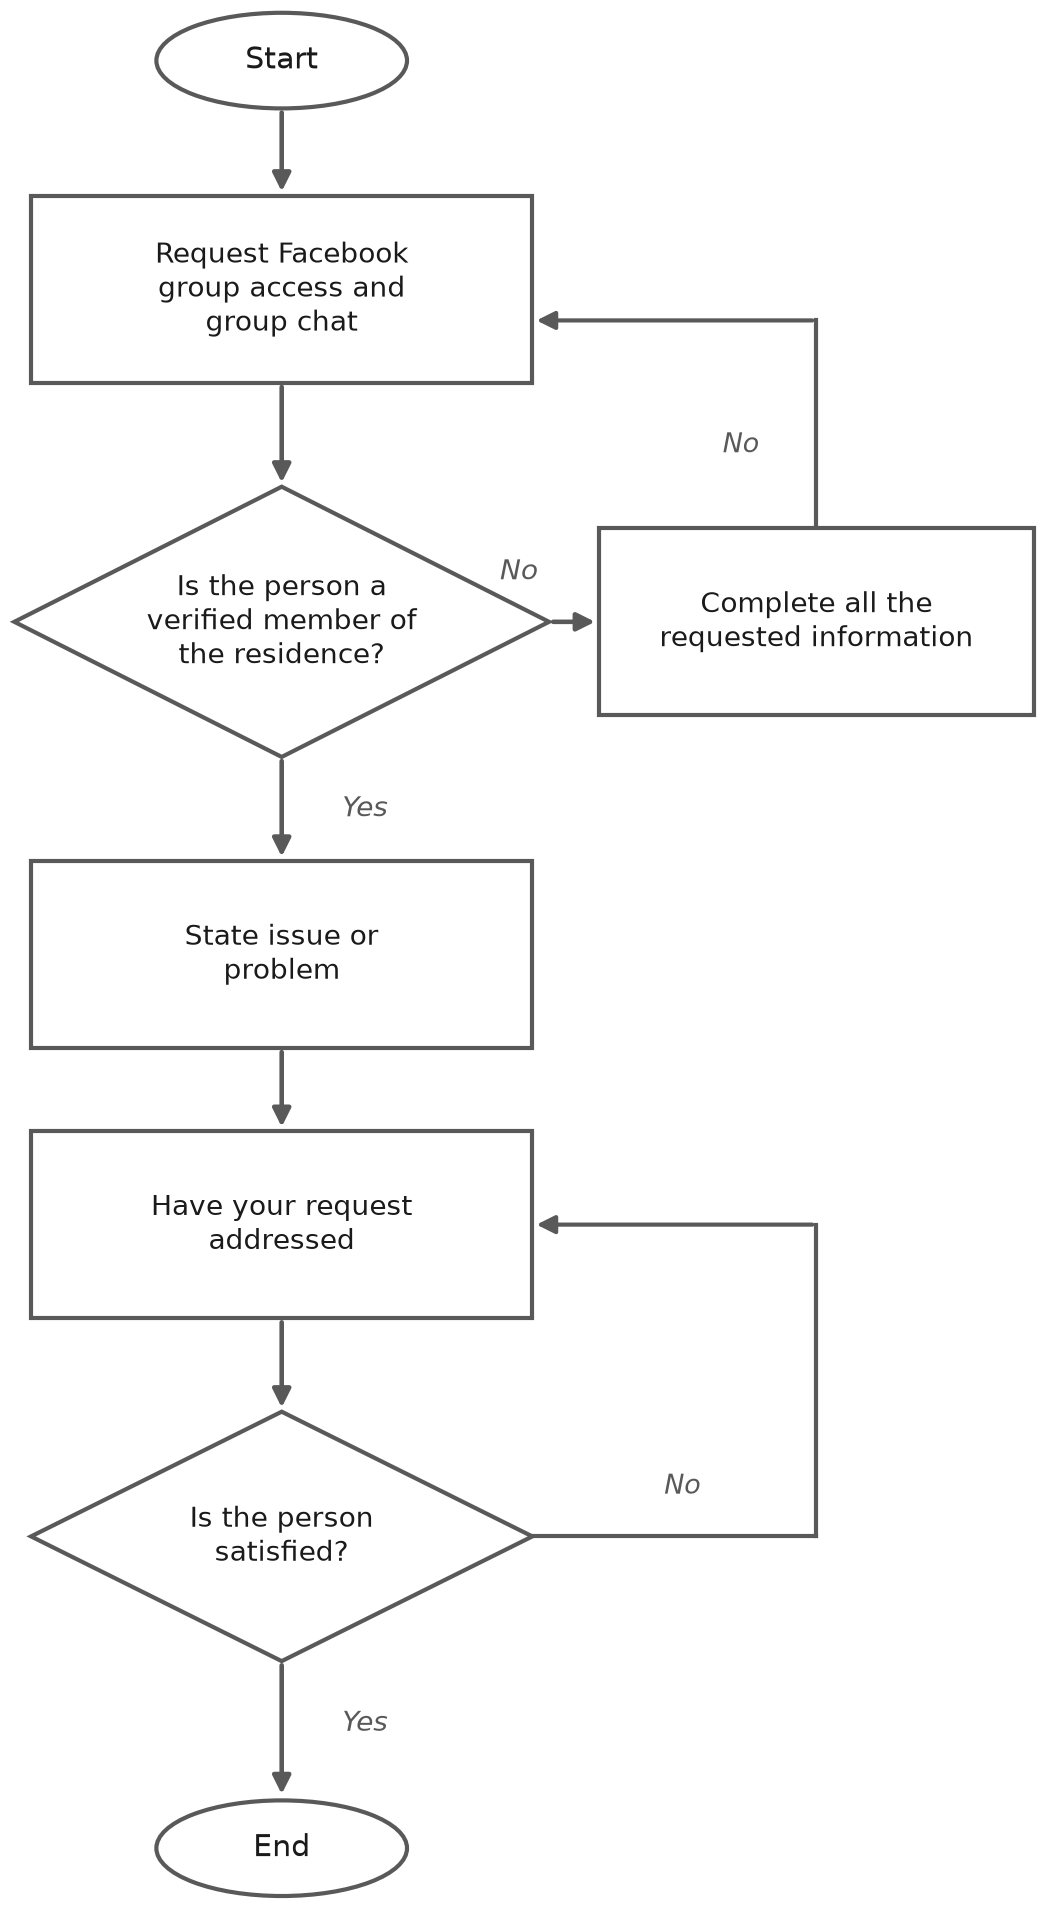 Start
Request Facebook
group access and
group chat
No
No
Is the person a
verified member of
the residence?
Complete all the
requested information
Yes
State issue or
problem
Have your request
addressed
No
Is the person
satisfied?
Yes
End